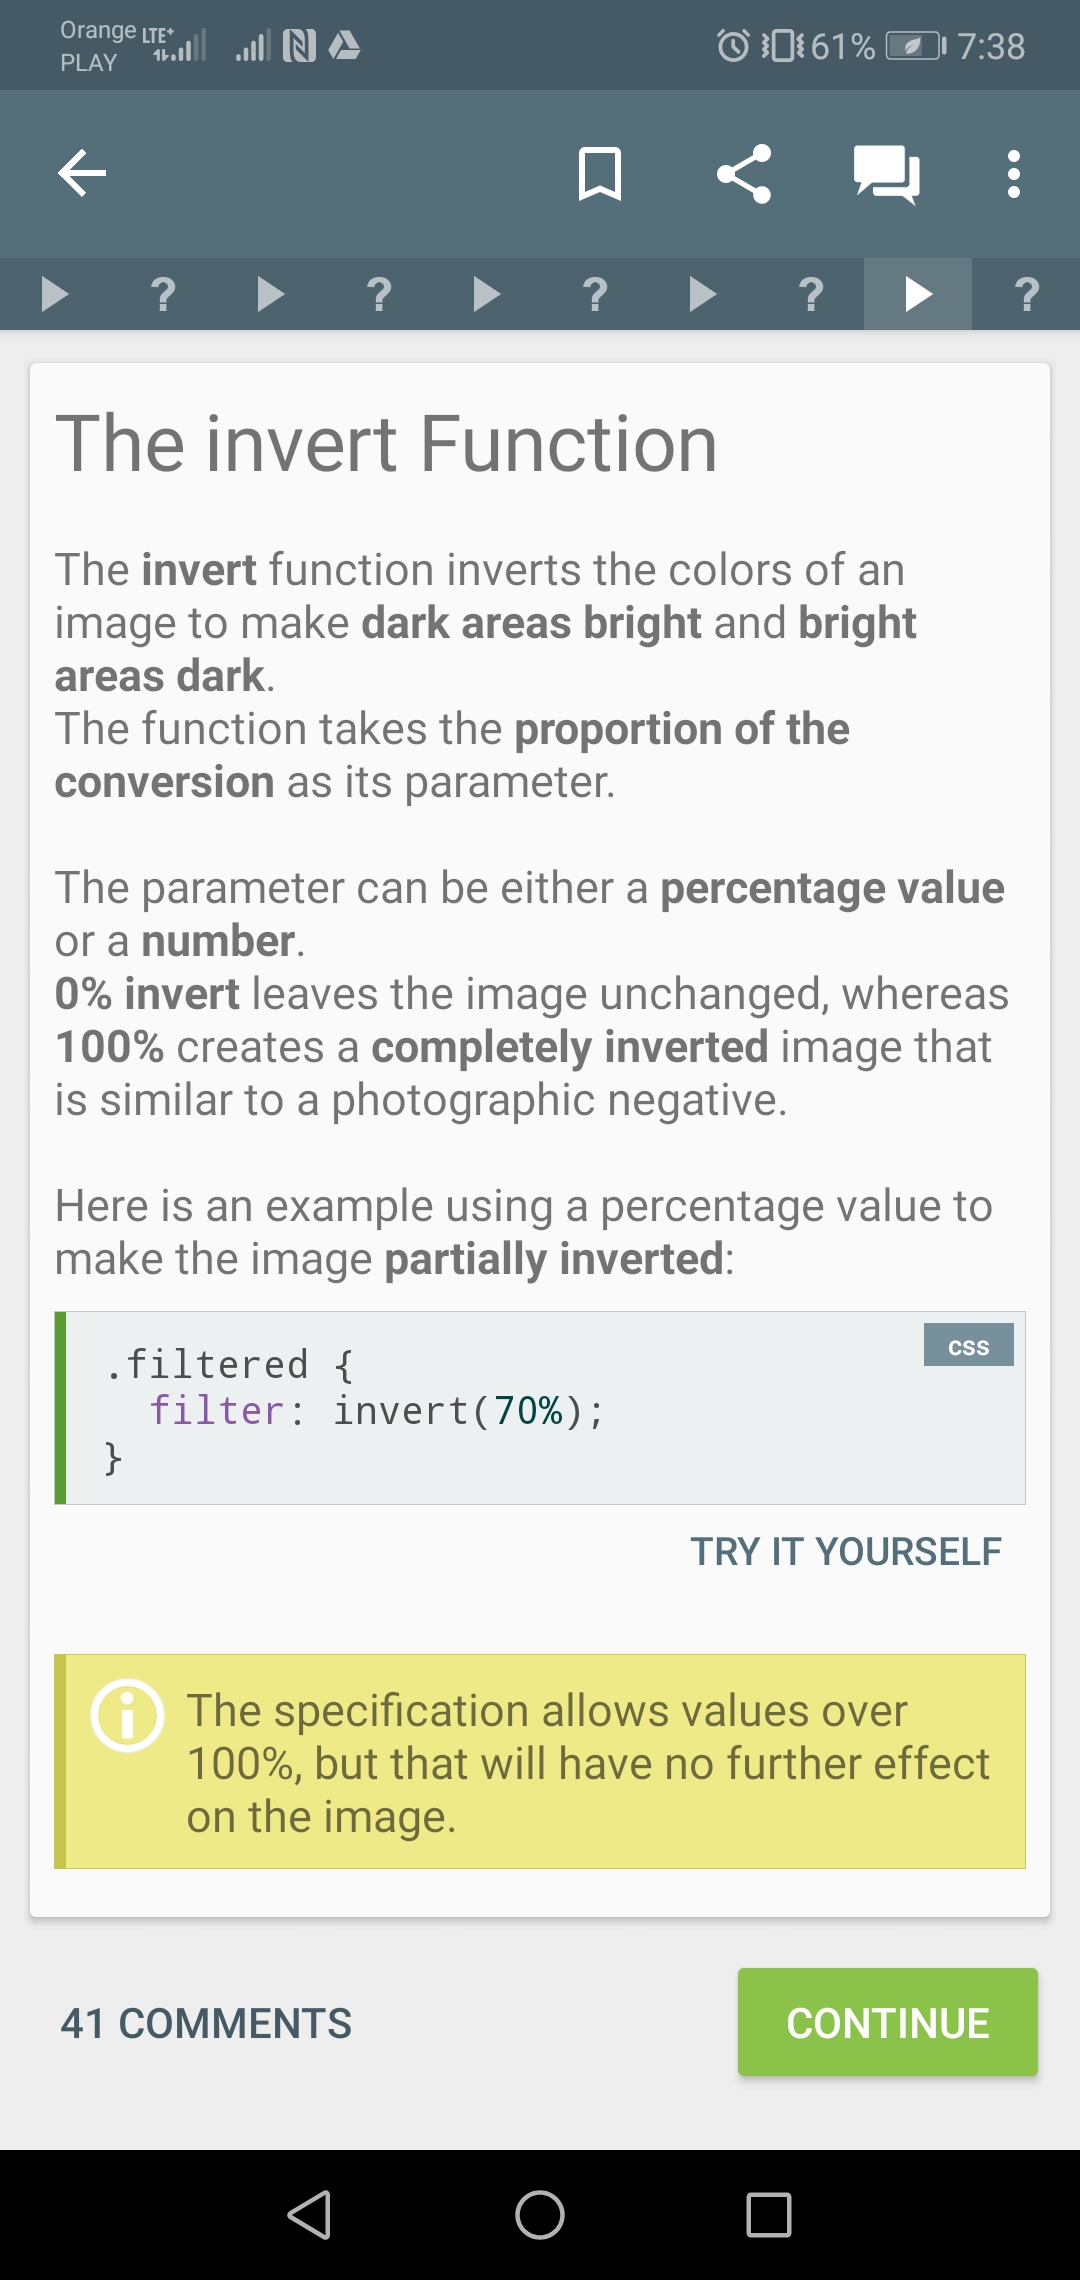 Orange LTE+
PLAY
61% 7:38
? ? ? ? ?
The invert Function
The invert function inverts the colors of an
image to make dark areas bright and bright
areas dark.
The function takes the proportion of the
conversion as its parameter.
The parameter can be either a percentage value
or a number.
0% invert leaves the image unchanged, whereas
100% creates a completely inverted image that
is similar to a photographic negative.
Here is an example using a percentage value to
make the image partially inverted:
CSS
.filtered {
  filter: invert(70%);
}
TRY IT YOURSELF
The specification allows values over
100%, but that will have no further effect
on the image.
41 COMMENTS
CONTINUE